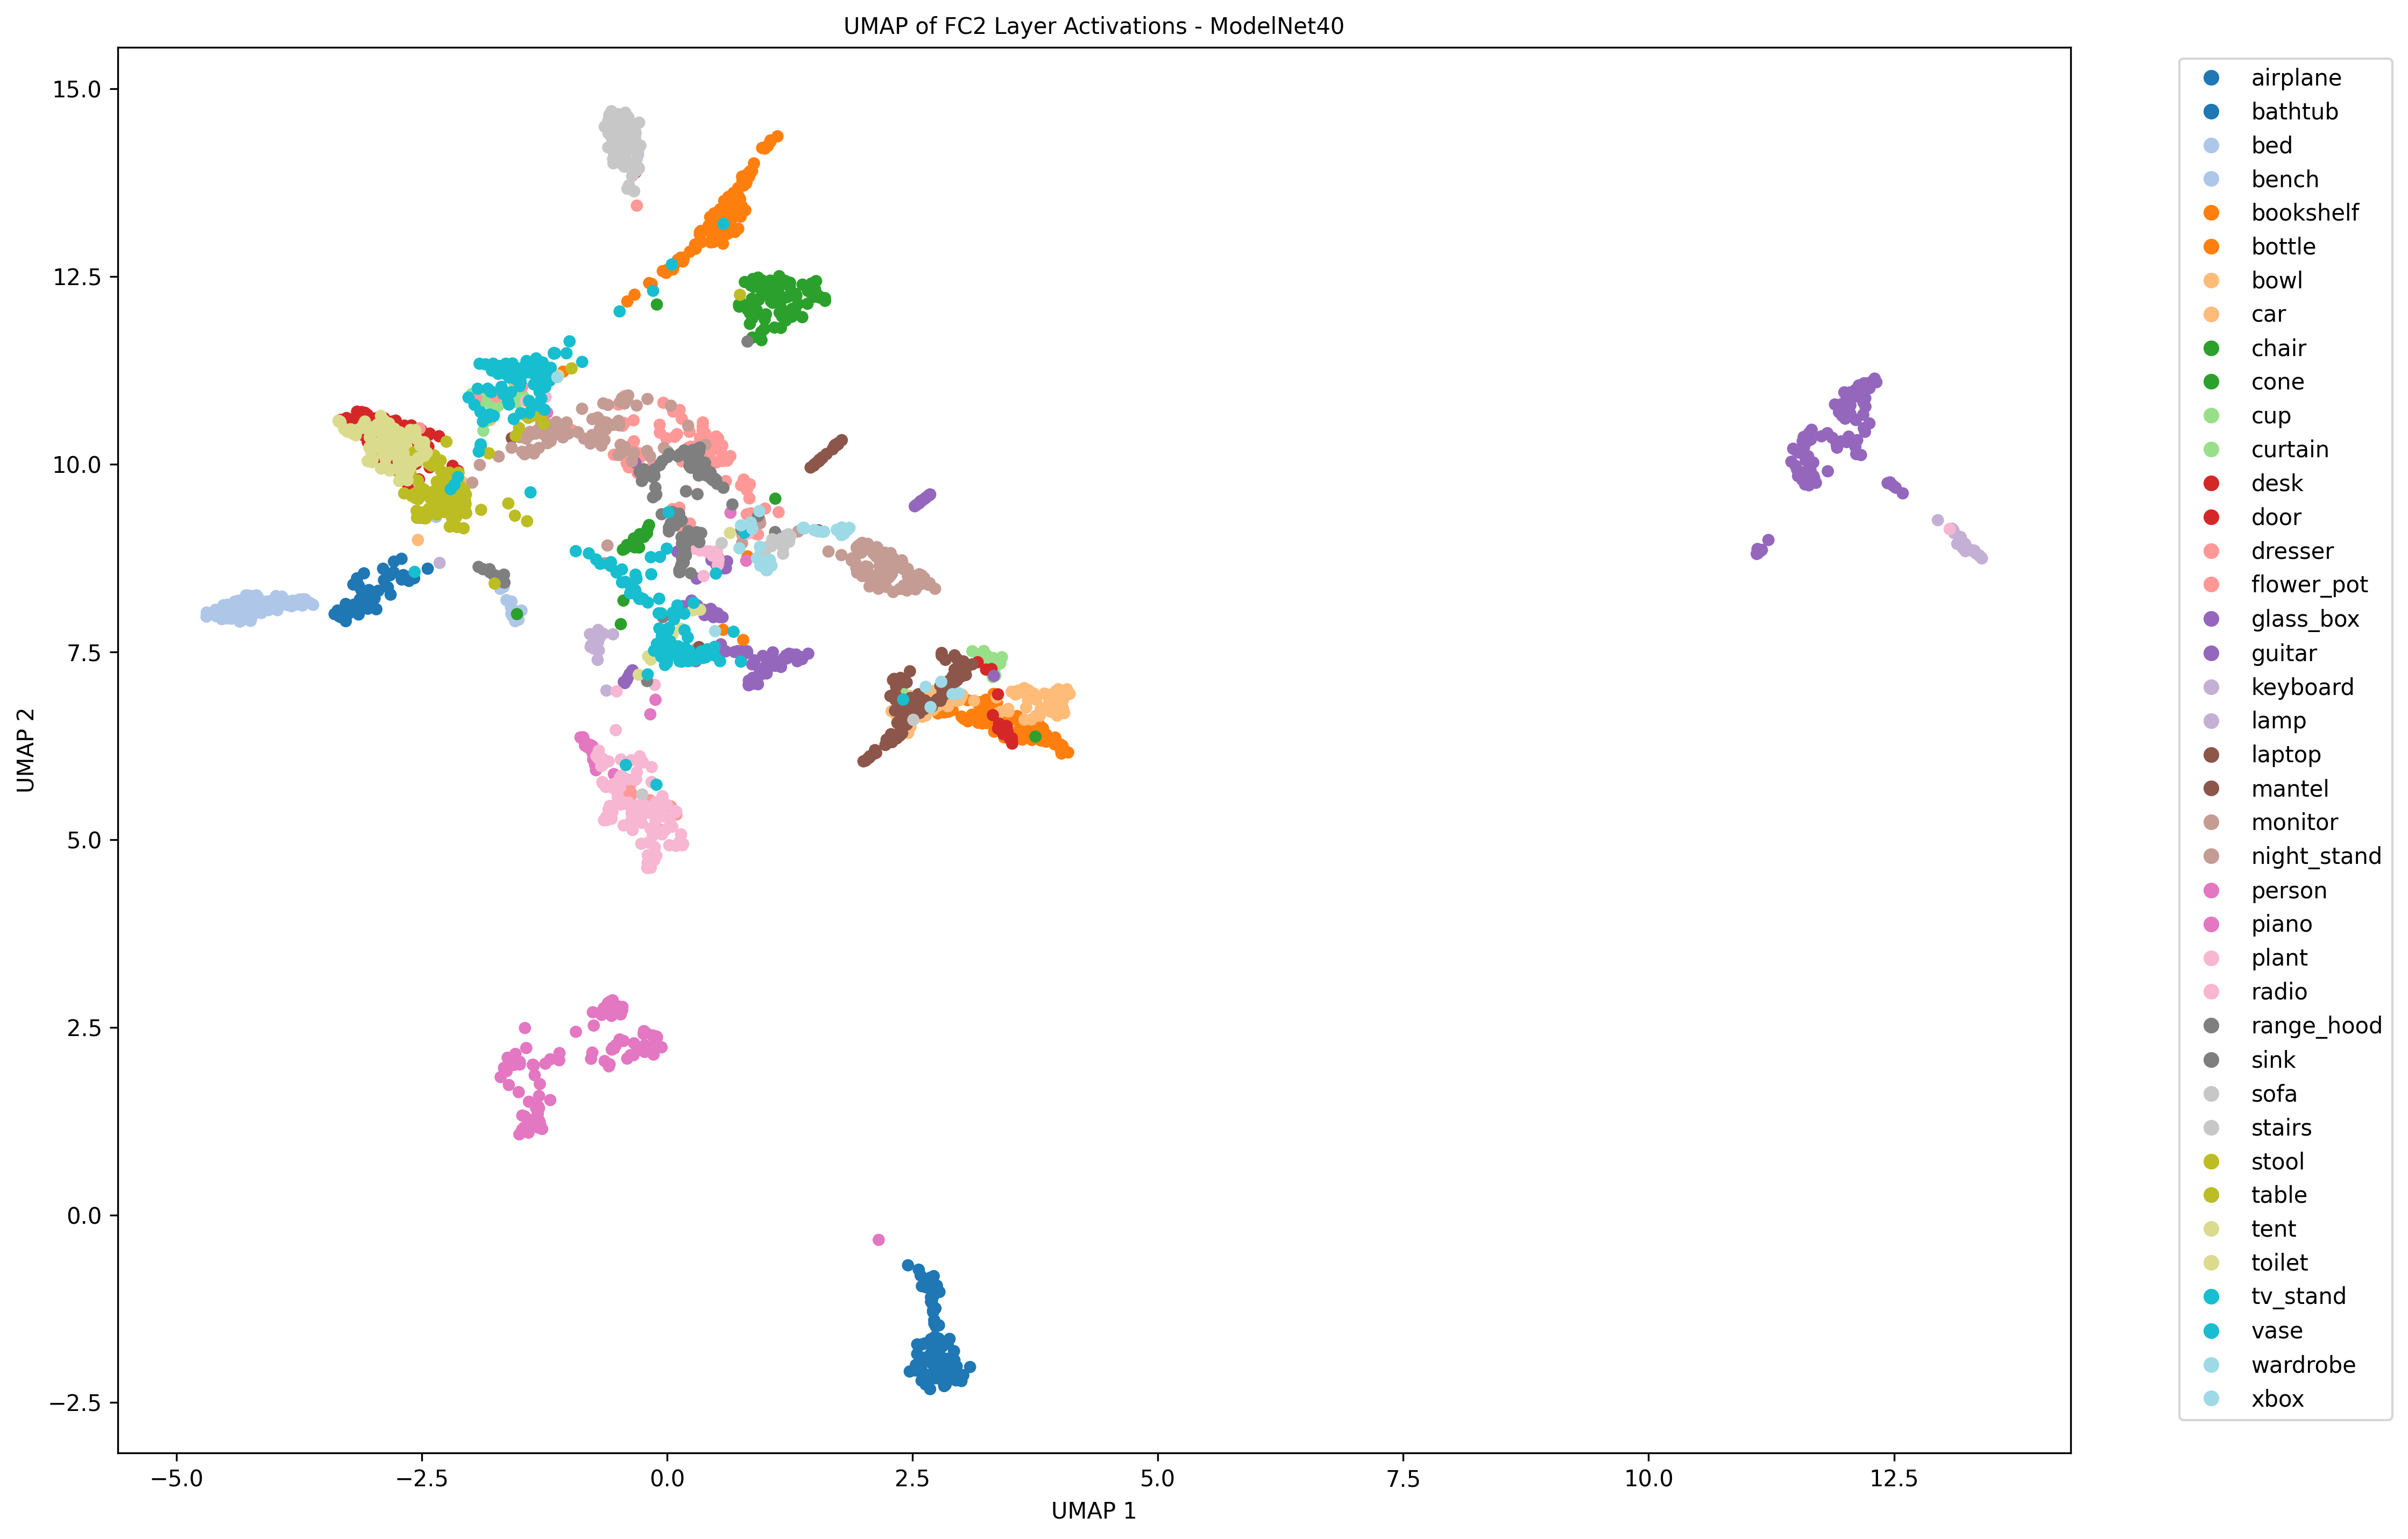 UMAP of FC2 Layer Activations - ModelNet40
15.0
12.5
10.0
7.5
5.0
2.5
0.0
−2.5
UMAP 2
−5.0 −2.5 0.0 2.5 5.0 7.5 10.0 12.5
UMAP 1
airplane
bathtub
bed
bench
bookshelf
bottle
bowl
car
chair
cone
cup
curtain
desk
door
dresser
flower_pot
glass_box
guitar
keyboard
lamp
laptop
mantel
monitor
night_stand
person
piano
plant
radio
range_hood
sink
sofa
stairs
stool
table
tent
toilet
tv_stand
vase
wardrobe
xbox